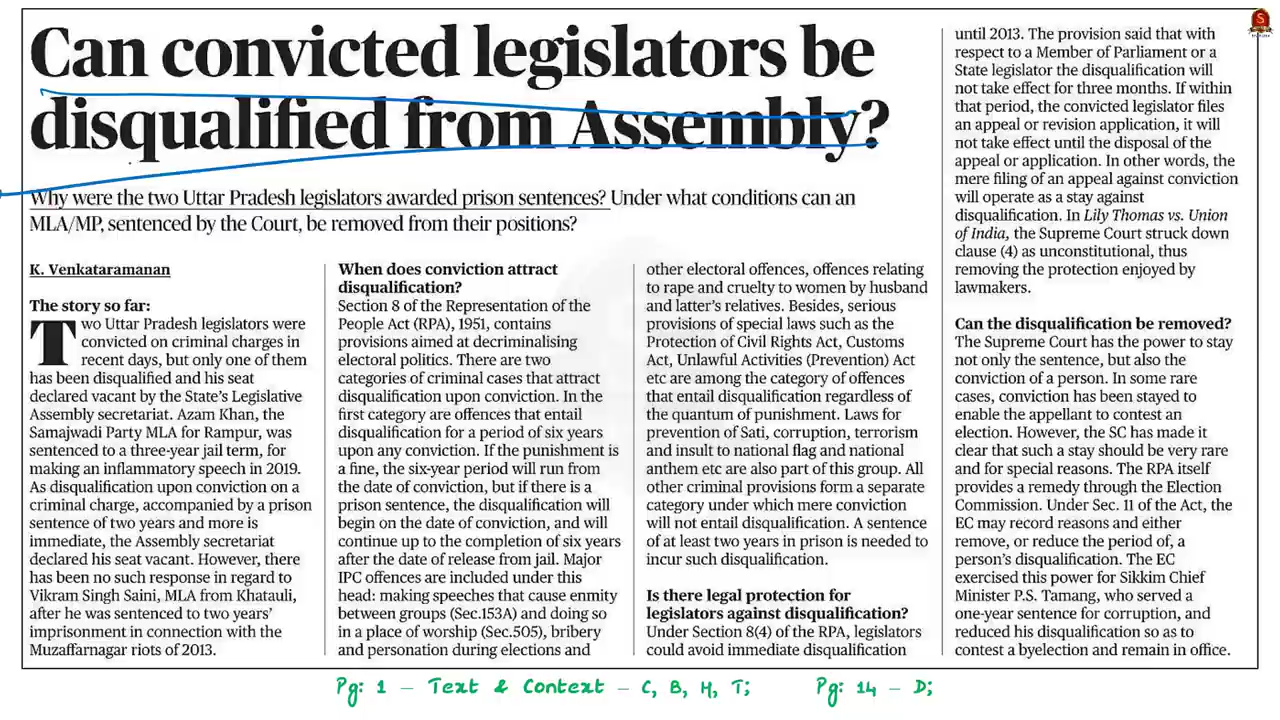 Can convicted legislators be
disqualified from Assembly?
Why were the two Uttar Pradesh legislators awarded prison sentences? Under what conditions can an
MLA/MP, sentenced by the Court, be removed from their positions?
K. Venkataramanan
The story so far:
Two Uttar Pradesh legislators were
convicted on criminal charges in
recent days, but only one of them
has been disqualified and his seat
declared vacant by the State's Legislative
Assembly secretariat. Azam Khan, the
Samajwadi Party MLA for Rampur, was
sentenced to a three-year jail term, for
making an inflammatory speech in 2019.
As disqualification upon conviction on a
criminal charge, accompanied by a prison
sentence of two years and more is
immediate, the Assembly secretariat
declared his seat vacant. However, there
has been no such response in regard to
Vikram Singh Saini, MLA from Khatauli,
after he was sentenced to two years'
imprisonment in connection with the
Muzaffarnagar riots of 2013.
When does conviction attract
disqualification?
Section 8 of the Representation of the
People Act (RPA), 1951, contains
provisions aimed at decriminalising
electoral politics. There are two
categories of criminal cases that attract
disqualification upon conviction. In the
first category are offences that entail
disqualification for a period of six years
upon any conviction. If the punishment is
a fine, the six-year period will run from
the date of conviction, but if there is a
prison sentence, the disqualification will
begin on the date of conviction, and will
continue up to the completion of six years
after the date of release from jail. Major
IPC offences are included under this
head: making speeches that cause enmity
between groups (Sec.153A) and doing so
in a place of worship (Sec.505), bribery
and personation during elections and
other electoral offences, offences relating
to rape and cruelty to women by husband
and latter's relatives. Besides, serious
provisions of special laws such as the
Protection of Civil Rights Act, Customs
Act, Unlawful Activities (Prevention) Act
etc are among the category of offences
that entail disqualification regardless of
the quantum of punishment. Laws for
prevention of Sati, corruption, terrorism
and insult to national flag and national
anthem etc are also part of this group. All
other criminal provisions form a separate
category under which mere conviction
will not entail disqualification. A sentence
of at least two years in prison is needed to
incur such disqualification.
Is there legal protection for
legislators against disqualification?
Under Section 8(4) of the RPA, legislators
could avoid immediate disqualification
until 2013. The provision said that with
respect to a Member of Parliament or a
State legislator the disqualification will
not take effect for three months. If within
that period, the convicted legislator files
an appeal or revision application, it will
not take effect until the disposal of the
appeal or application. In other words, the
mere filing of an appeal against conviction
will operate as a stay against
disqualification. In Lily Thomas vs. Union
of India, the Supreme Court struck down
clause (4) as unconstitutional, thus
removing the protection enjoyed by
lawmakers.
Can the disqualification be removed?
The Supreme Court has the power to stay
not only the sentence, but also the
conviction of a person. In some rare
cases, conviction has been stayed to
enable the appellant to contest an
election. However, the SC has made it
clear that such a stay should be very rare
and for special reasons. The RPA itself
provides a remedy through the Election
Commission. Under Sec. 11 of the Act, the
EC may record reasons and either
remove, or reduce the period of, a
person's disqualification. The EC
exercised this power for Sikkim Chief
Minister P.S. Tamang, who served a
one-year sentence for corruption, and
reduced his disqualification so as to
contest a byelection and remain in office.
Pg: 1 – Text & Context – C, B, H, T; Pg: 14 – D;